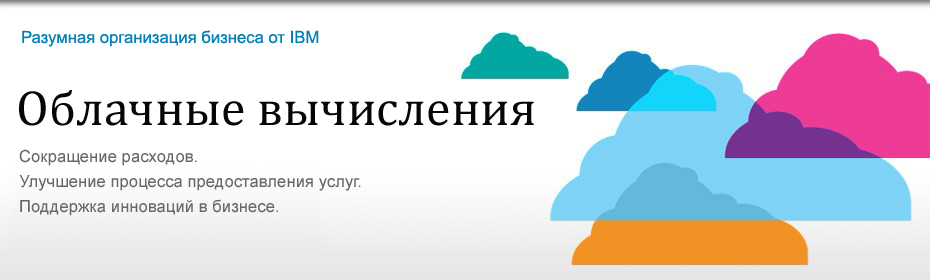 Разумная организация бизнеса от IBM
Облачные вычисления
Сокращение расходов.
Улучшение процесса предоставления услуг.
Поддержка инноваций в бизнесе.